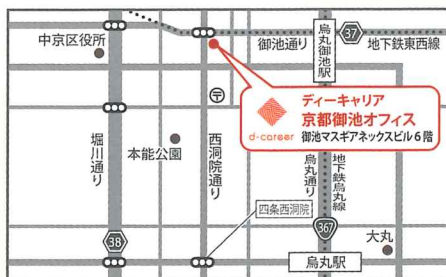 中京区役所
御池通り
烏丸御池駅
37
地下鉄東西線
〒
ディーキャリア
京都御池オフィス
御池マスギアネックスビル6階
d-career
堀川通り
本能公園
西洞院通り
烏丸通り
地下鉄烏丸線
四条西洞院
38
367
烏丸駅
大丸